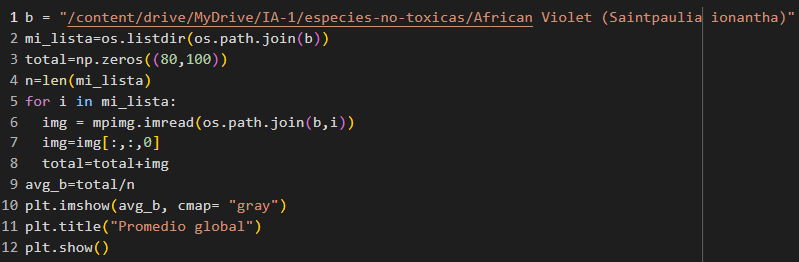 1 b = "/content/drive/MyDrive/IA-1/especies-no-toxicas/African Violet (Saintpaulia ionantha)"
2 mi_lista=os.listdir(os.path.join(b))
3 total=np.zeros((80,100))
4 n=len(mi_lista)
5 for i in mi_lista:
6   img = mpimg.imread(os.path.join(b,i))
7   img=img[:,:,0]
8   total=total+img
9 avg_b=total/n
10 plt.imshow(avg_b, cmap= "gray")
11 plt.title("Promedio global")
12 plt.show()